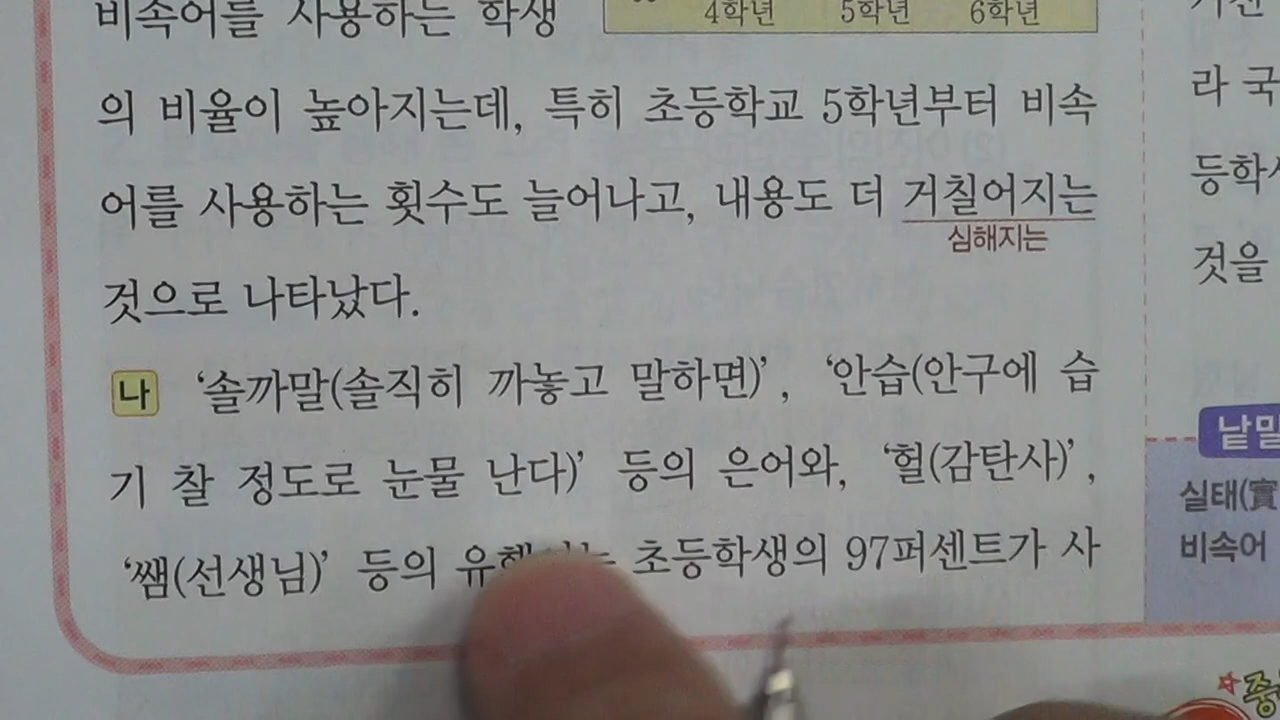 비속어를 사용하는 학생
4학년 5학년 6학년
의 비율이 높아지는데, 특히 초등학교 5학년부터 비속
어를 사용하는 횟수도 늘어나고, 내용도 더 거칠어지는
심해지는
것으로 나타났다.
나 ‘솔까말(솔직히 까놓고 말하면)’, ‘안습(안구에 습
기 찰 정도로 눈물 난다)’ 등의 은어와, ‘헐(감탄사)’,
‘쌤(선생님)’ 등의 초등학생의 97퍼센트가 사
라 국
등학
것을
낱말
실태(實
비속어
중